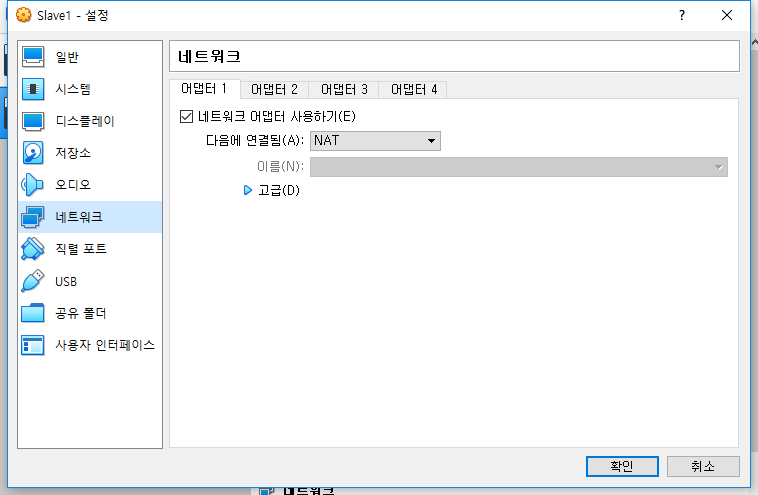 Slave1 - 설정
일반
시스템
디스플레이
저장소
오디오
네트워크
직렬 포트
USB
공유 폴더
사용자 인터페이스
네트워크
어댑터 1 어댑터 2 어댑터 3 어댑터 4
네트워크 어댑터 사용하기(E)
다음에 연결됨(A): NAT
이름(N):
고급(D)
확인 취소
네트워크